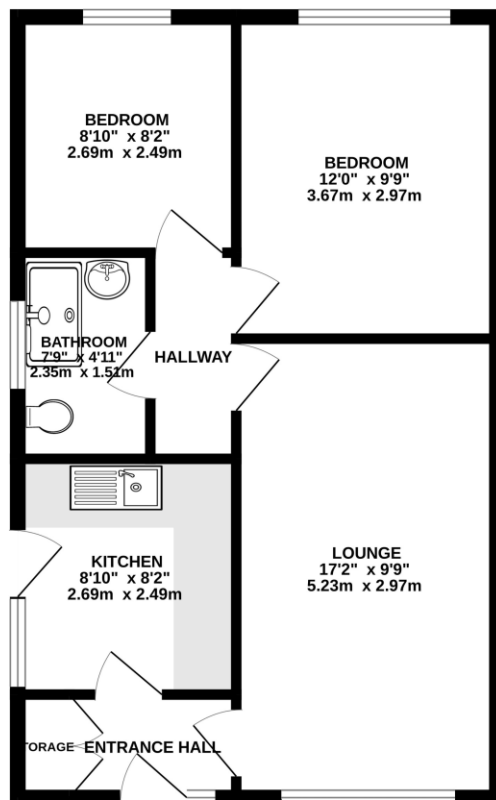 BEDROOM
8'10" x 8'2"
2.69m x 2.49m
BEDROOM
12'0" x 9'9"
3.67m x 2.97m
BATHROOM
7'9" x 4'11"
2.35m x 1.51m
HALLWAY
KITCHEN
8'10" x 8'2"
2.69m x 2.49m
LOUNGE
17'2" x 9'9"
5.23m x 2.97m
TORAGE
ENTRANCE HALL